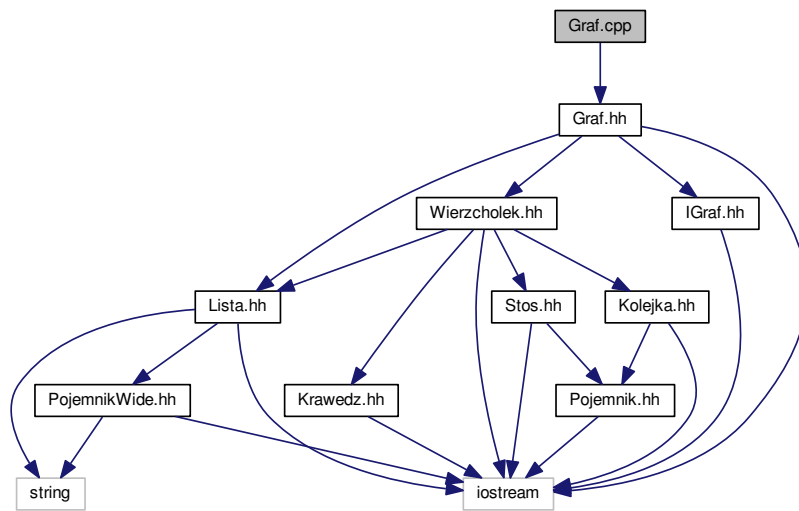 Graf.cpp
Graf.hh
Wierzcholek.hh
IGraf.hh
Lista.hh
Stos.hh
Kolejka.hh
PojemnikWide.hh
Krawedz.hh
Pojemnik.hh
string
iostream